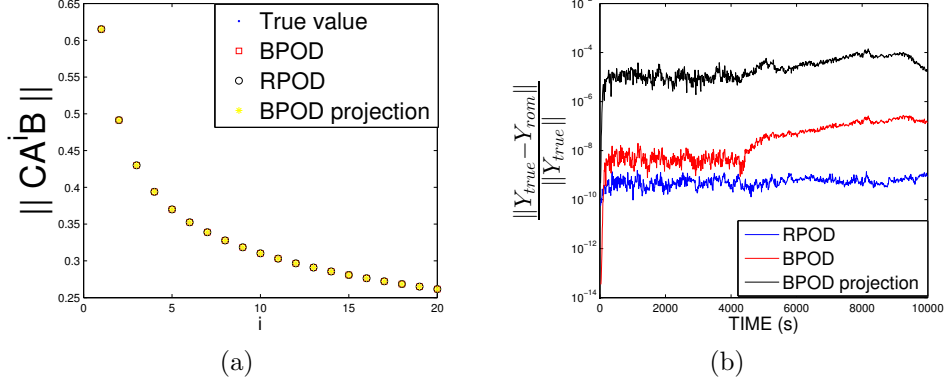 0.65
0.6
0.55
0.5
0.45
0.4
0.35
0.3
0.25
0
5
10
15
20
|| CA^i B ||
i
True value
BPOD
RPOD
BPOD projection
(a)
10^-2
10^-4
10^-6
10^-8
10^-10
10^-12
10^-14
0
2000
4000
6000
8000
10000
||Y_true−Y_rom||
||Y_true||
TIME (s)
RPOD
BPOD
BPOD projection
(b)